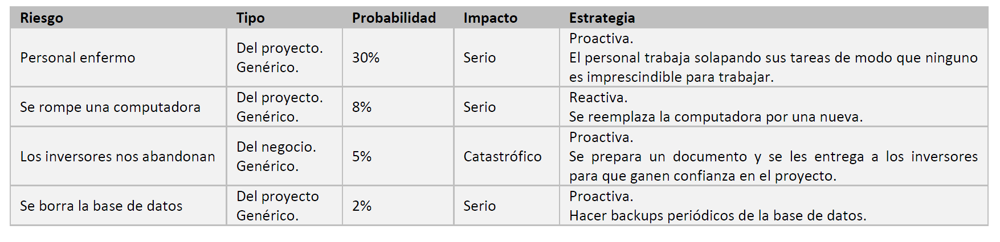 Riesgo Tipo Probabilidad Impacto Estrategia
Personal enfermo
Del proyecto.
Genérico.
30%
Serio
Proactiva.
El personal trabaja solapando sus tareas de modo que ninguno
es imprescindible para trabajar.
Se rompe una computadora
Del proyecto.
Genérico.
8%
Serio
Reactiva.
Se reemplaza la computadora por una nueva.
Los inversores nos abandonan
Del negocio.
Genérico.
5%
Catastrófico
Proactiva.
Se prepara un documento y se les entrega a los inversores
para que ganen confianza en el proyecto.
Se borra la base de datos
Del proyecto
Genérico.
2%
Serio
Proactiva.
Hacer backups periódicos de la base de datos.